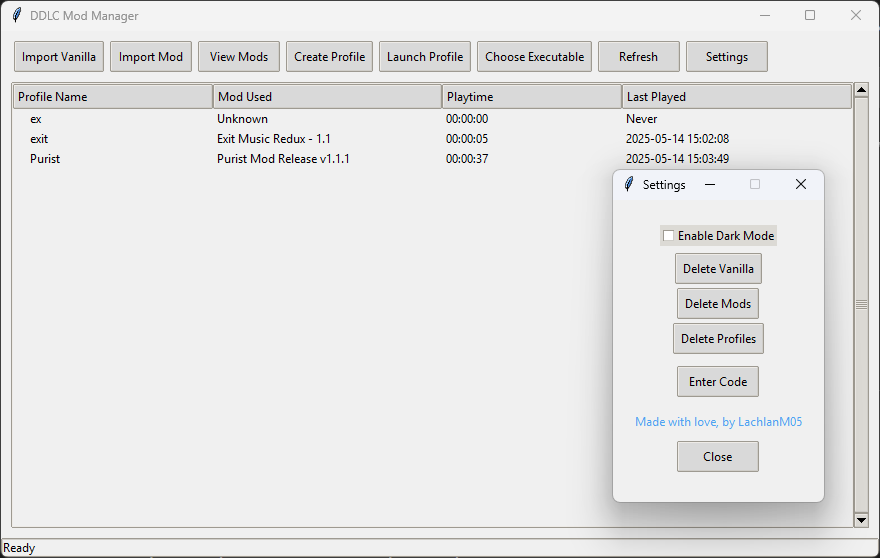 DDLC Mod Manager
Import Vanilla Import Mod View Mods Create Profile Launch Profile Choose Executable Refresh Settings
Profile Name Mod Used Playtime Last Played
ex Unknown 00:00:00 Never
exit Exit Music Redux - 1.1 00:00:05 2025-05-14 15:02:08
Purist Purist Mod Release v1.1.1 00:00:37 2025-05-14 15:03:49
Settings
Enable Dark Mode
Delete Vanilla
Delete Mods
Delete Profiles
Enter Code
Made with love, by LachlanM05
Close
Ready